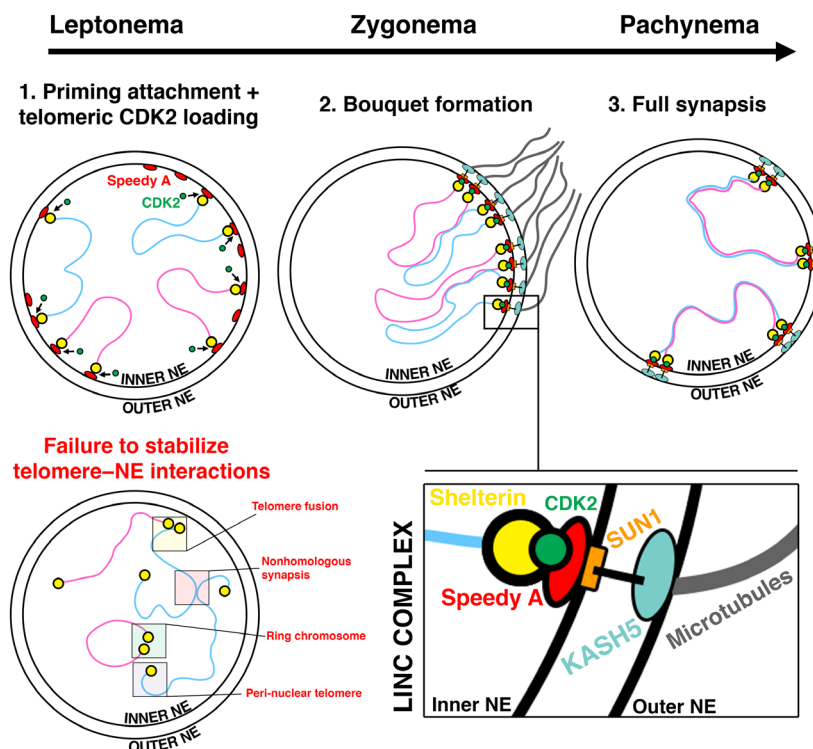 Leptonema
Zygonema
Pachynema
1. Priming attachment +
telomeric CDK2 loading
2. Bouquet formation
3. Full synapsis
Speedy A
CDK2
INNER NE
OUTER NE
INNER NE
OUTER NE
INNER NE
OUTER NE
Failure to stabilize
telomere–NE interactions
Telomere fusion
Nonhomologous
synapsis
Ring chromosome
Peri-nuclear telomere
INNER NE
OUTER NE
LINC COMPLEX
Shelterin
CDK2
SUN1
Speedy A
KASH5
Microtubules
Inner NE
Outer NE